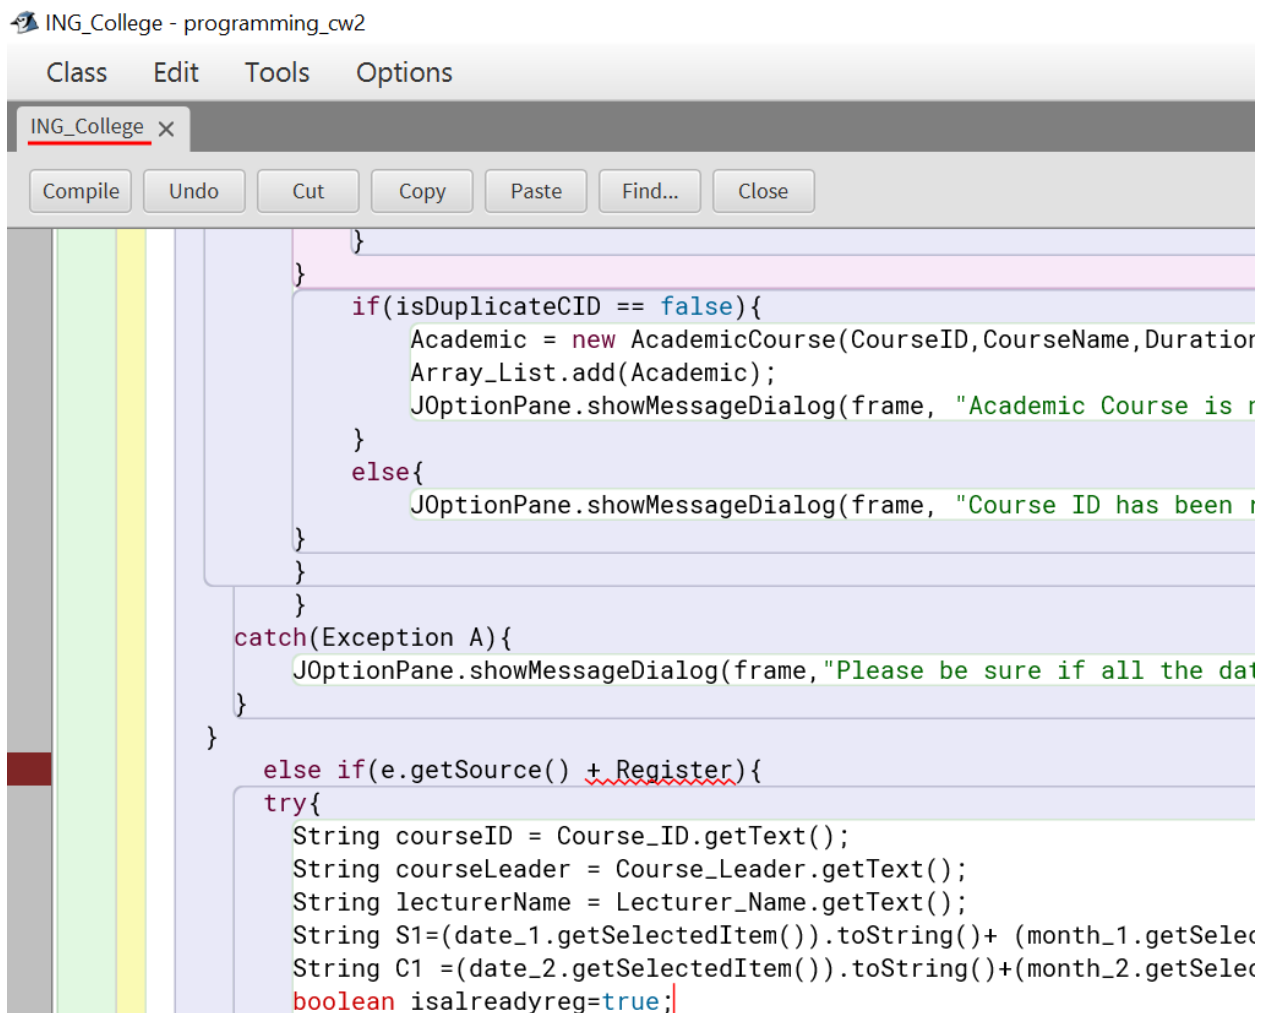 ING_College - programming_cw2
Class Edit Tools Options
ING_College ×
Compile Undo Cut Copy Paste Find... Close
}
}
if(isDuplicateCID == false){
Academic = new AcademicCourse(CourseID,CourseName,Duration
Array_List.add(Academic);
JOptionPane.showMessageDialog(frame, "Academic Course is
}
else{
JOptionPane.showMessageDialog(frame, "Course ID has been
}
}
}
catch(Exception A){
JOptionPane.showMessageDialog(frame,"Please be sure if all the dat
}
}
else if(e.getSource() + Register){
try{
String courseID = Course_ID.getText();
String courseLeader = Course_Leader.getText();
String lecturerName = Lecturer_Name.getText();
String S1=(date_1.getSelectedItem()).toString()+ (month_1.getSelec
String C1 =(date_2.getSelectedItem()).toString()+(month_2.getSelec
boolean isalreadyreg=true;